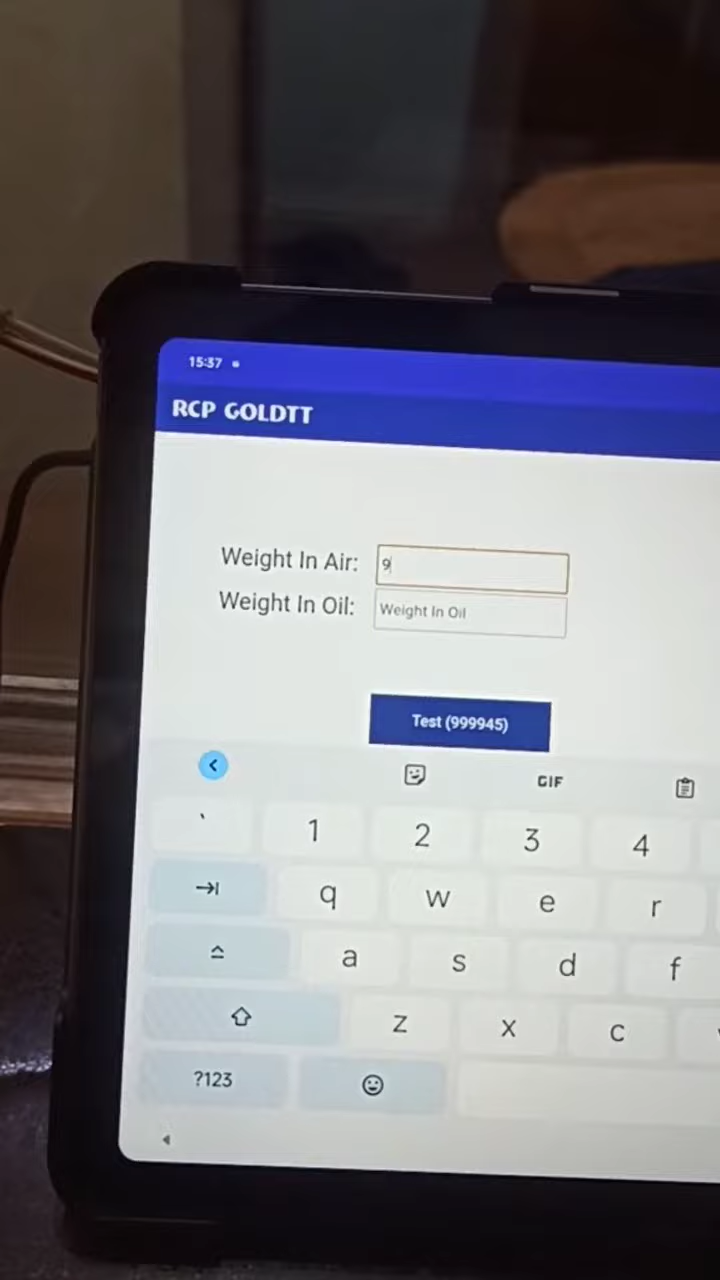 15:37
RCP GOLDTT
Weight In Air: 9
Weight In Oil: Weight In Oil
Test (999945)
GIF
` 1 2 3 4
q w e r
a s d f
z x c
?123